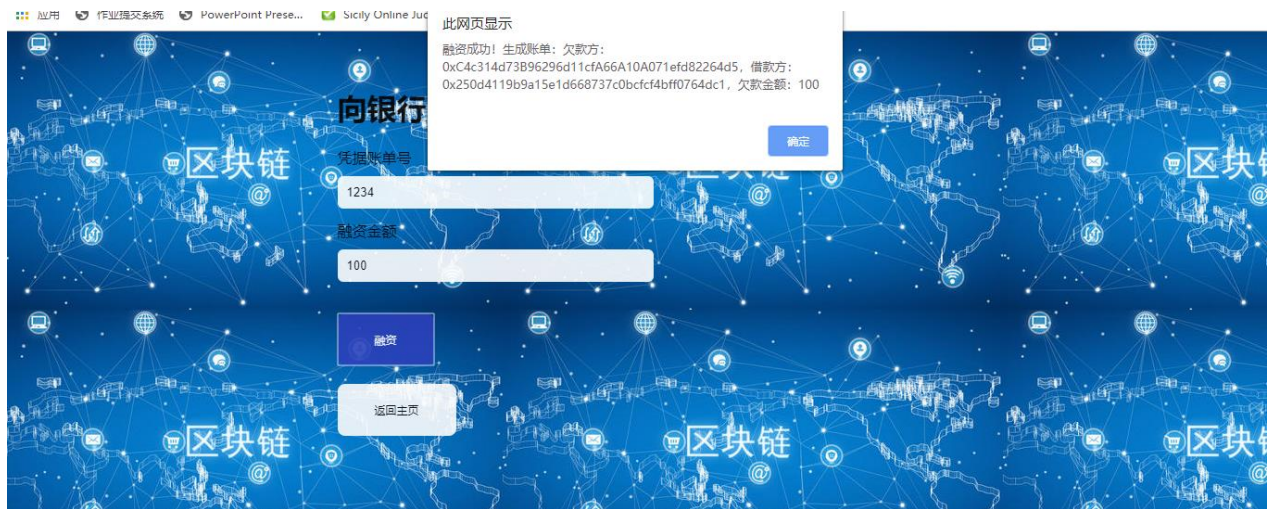 应用 作业提交系统 PowerPoint Prese... Sicily Online Jud
此网页显示
融资成功！生成账单：欠款方：
0xC4c314d73B96296d11cfA66A10A071efd82264d5，借款方：
0x250d4119b9a15e1d668737c0bcfcf4bff0764dc1，欠款金额：100
确定
向银行
凭据账单号
1234
融资金额
100
融资
返回主页
区块链
区块链
区块链
区块链
区块链
区块链